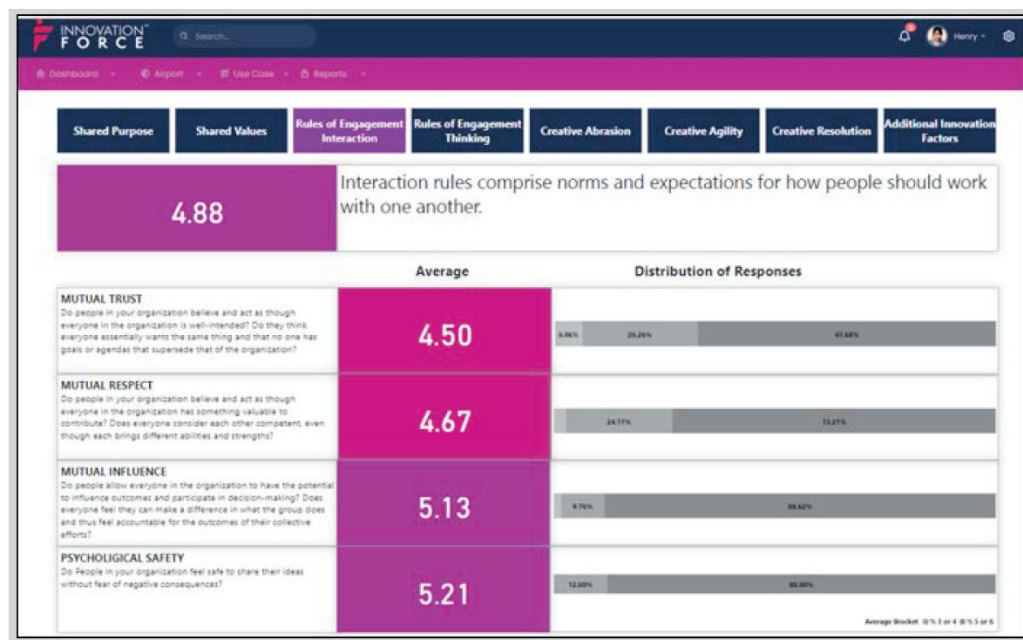 INNOVATION™
FORCE
Search...
Henry
Dashboard
Airport
Use Case
Reports
Shared Purpose
Shared Values
Rules of Engagement
Interaction
Rules of Engagement
Thinking
Creative Abrasion
Creative Agility
Creative Resolution
Additional Innovation
Factors
4.88
Interaction rules comprise norms and expectations for how people should work
with one another.
Average
Distribution of Responses
MUTUAL TRUST
Do people in your organization believe and act as though
everyone in the organization is well-intended? Do they think
everyone essentially wants the same thing and that no one has
goals or agendas that supersede that of the organization?
4.50
26.26%
67.68%
MUTUAL RESPECT
Do people in your organization believe and act as though
everyone in the organization has something valuable to
contribute? Does everyone consider each other competent, even
though each brings different abilities and strengths?
4.67
24.11%
73.21%
MUTUAL INFLUENCE
Do people allow everyone in the organization to have the potential
to influence outcomes and participate in decision-making? Does
everyone feel they can make a difference in what the group does
and thus feel accountable for the outcomes of their collective
efforts?
5.13
9.76%
88.62%
PSYCHOLIGICAL SAFETY
Do People in your organization feel safe to share their ideas
without fear of negative consequences?
5.21
12.00%
88.00%
Average Bracket % 3 or 4 % 5 or 6